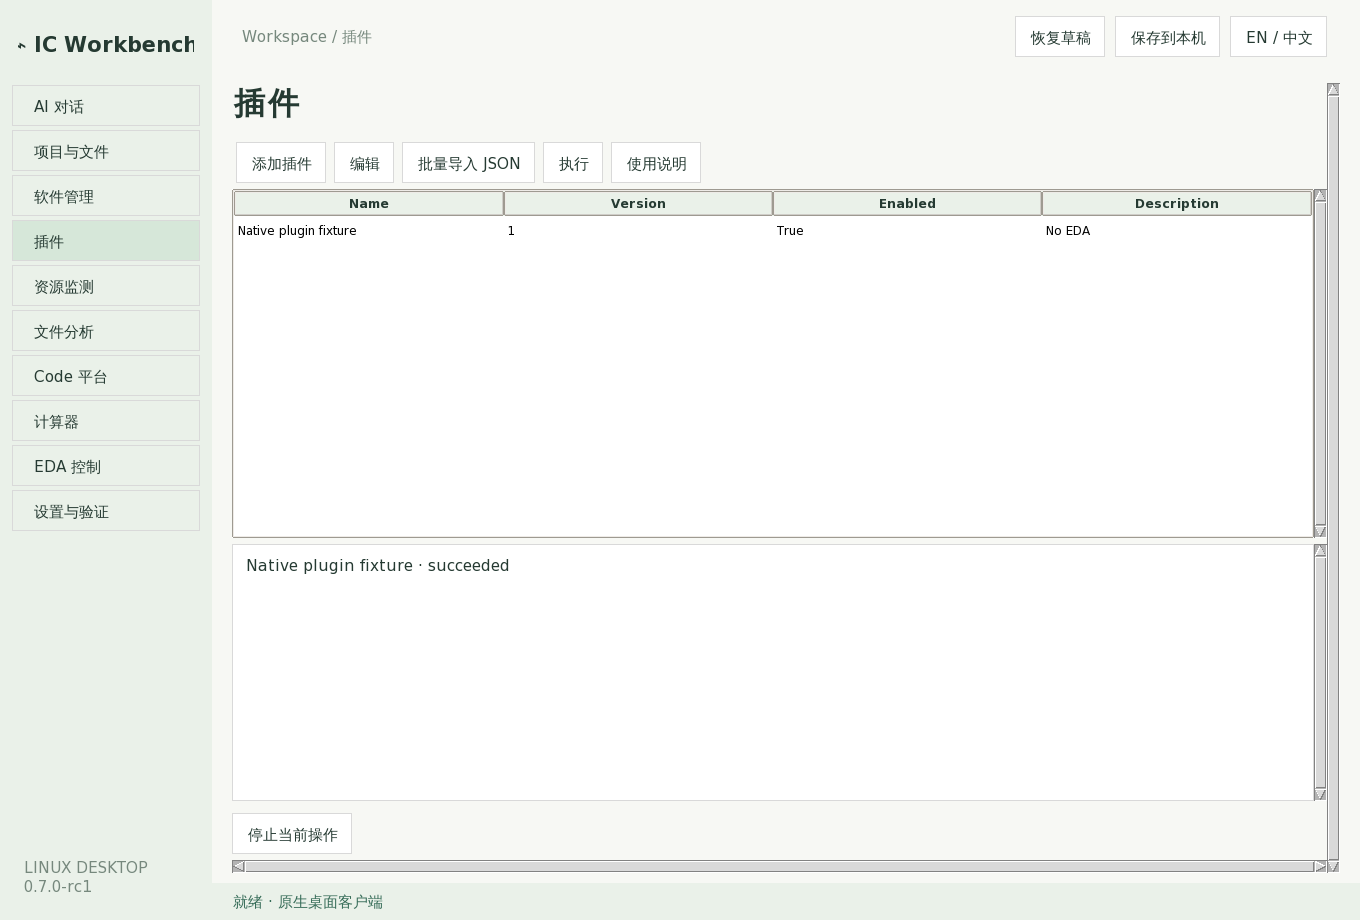 IC Workbench
Workspace / 插件
恢复草稿
保存到本机
EN / 中文
AI 对话
项目与文件
软件管理
插件
资源监测
文件分析
Code 平台
计算器
EDA 控制
设置与验证
插件
添加插件
编辑
批量导入 JSON
执行
使用说明
Name Version Enabled Description
Native plugin fixture 1 True No EDA
Native plugin fixture · succeeded
停止当前操作
LINUX DESKTOP
0.7.0-rc1
就绪 · 原生桌面客户端